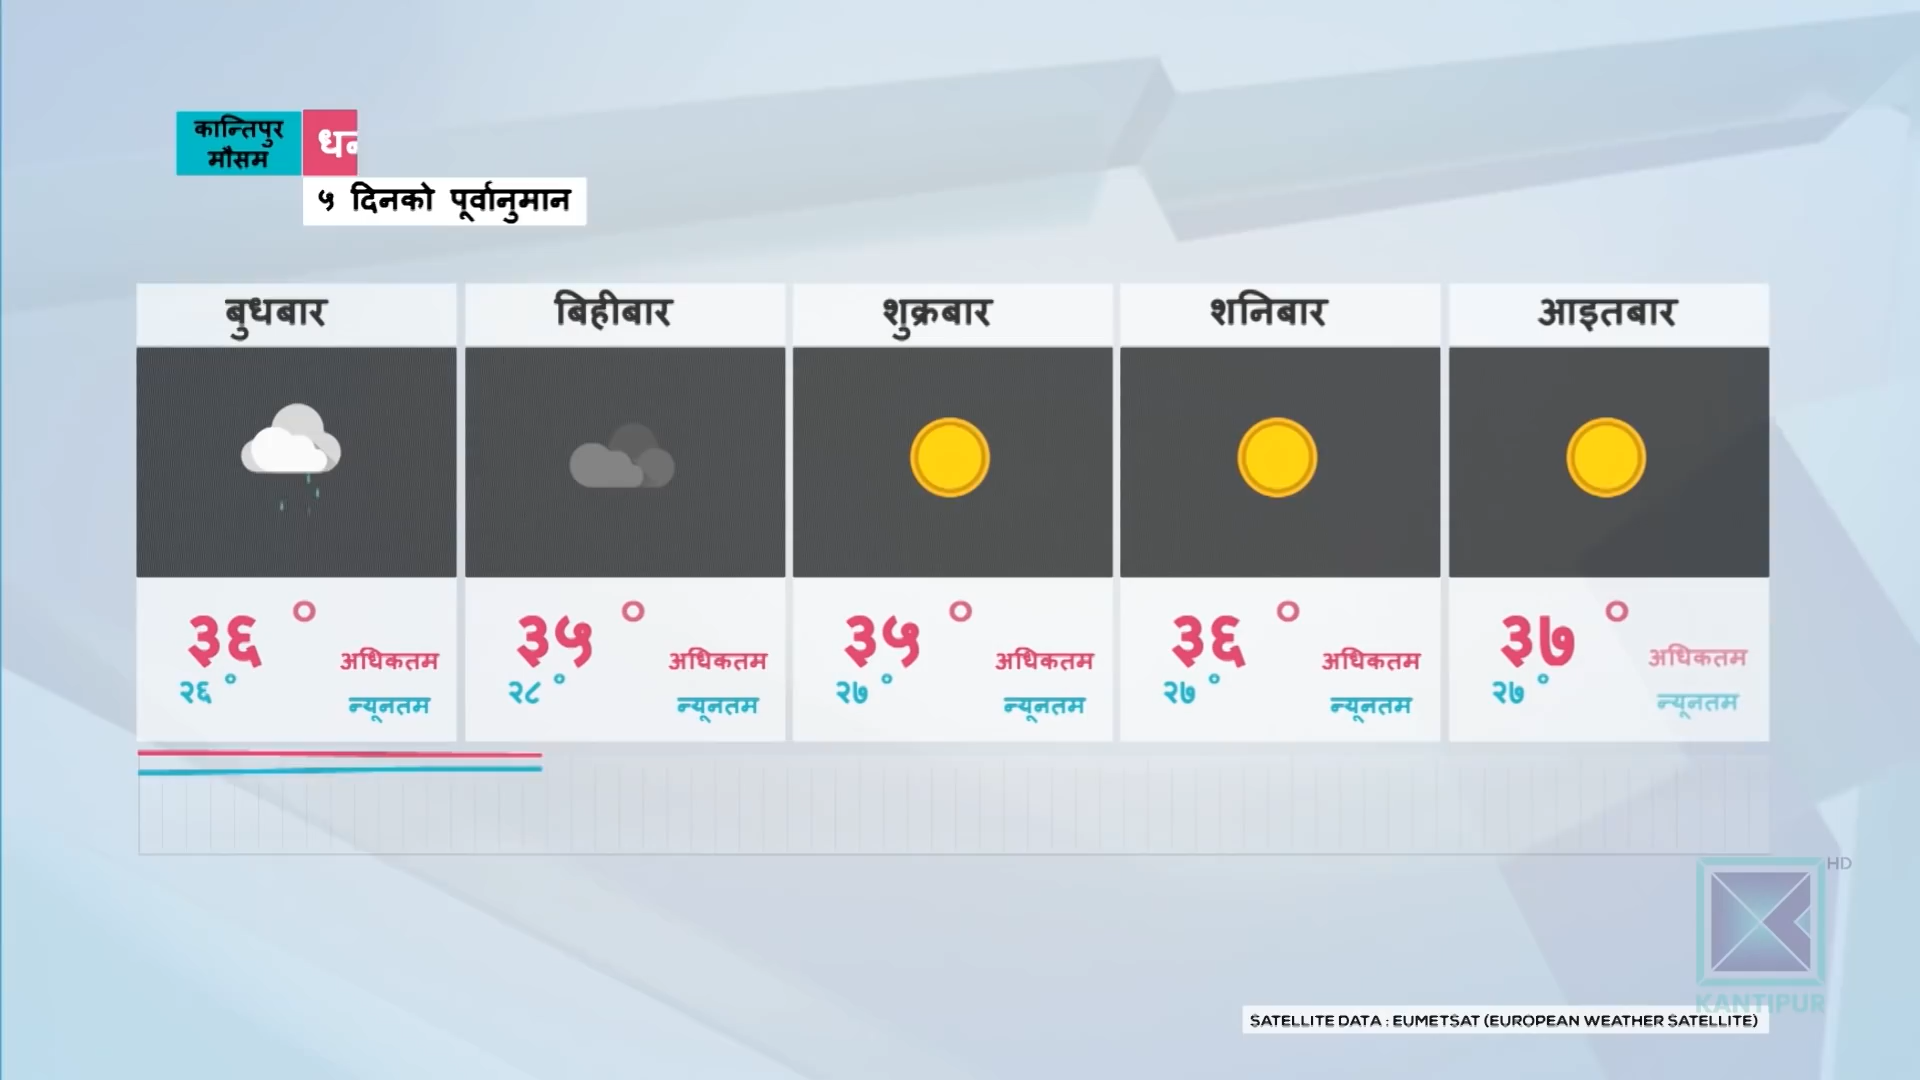 कान्तिपुर
मौसम
५ दिनको पूर्वानुमान
बुधबार
बिहीबार
शुक्रबार
शनिबार
आइतबार
३६° अधिकतम
२६° न्यूनतम
३५° अधिकतम
२८° न्यूनतम
३५° अधिकतम
२७° न्यूनतम
३६° अधिकतम
२७° न्यूनतम
३७° अधिकतम
२७° न्यूनतम
HD
KANTIPUR
SATELLITE DATA : EUMETSAT (EUROPEAN WEATHER SATELLITE)